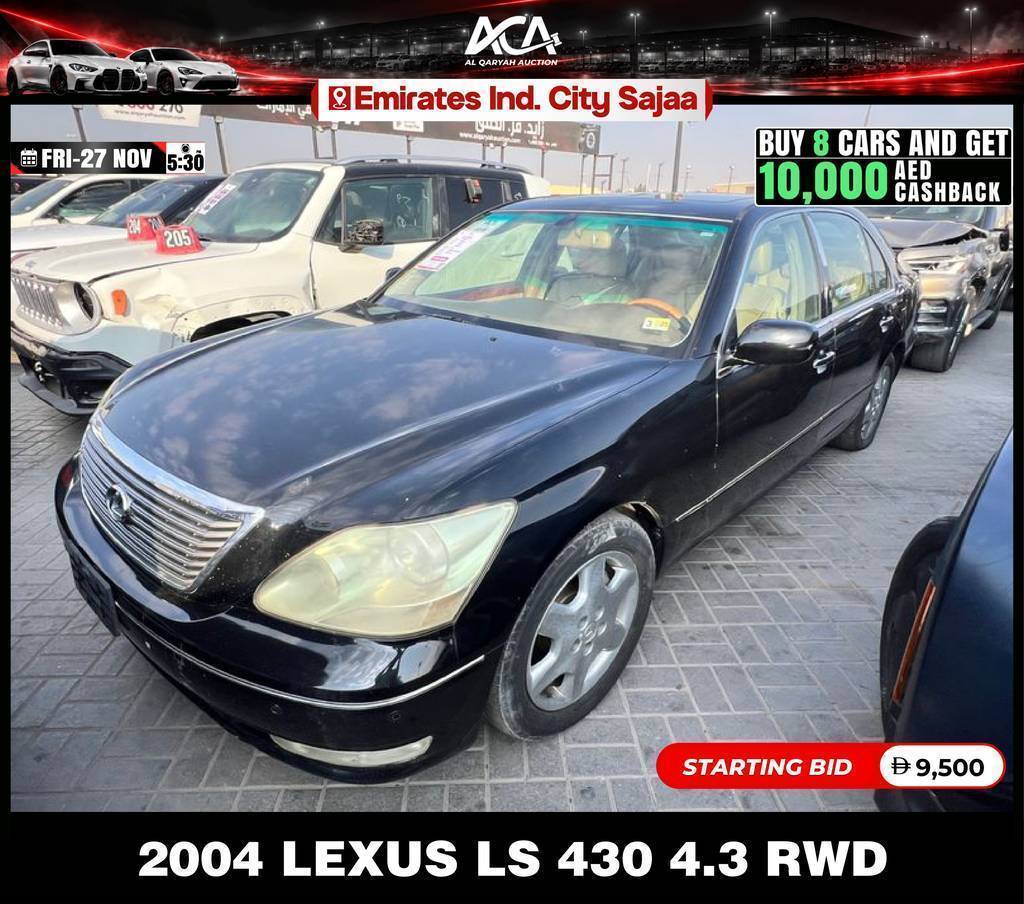 ACA
AL QARYAH AUCTION
Emirates Ind. City Sajaa
FRI-27 NOV 5:30
BUY 8 CARS AND GET
10,000 AED CASHBACK
204
205
STARTING BID 9,500
2004 LEXUS LS 430 4.3 RWD